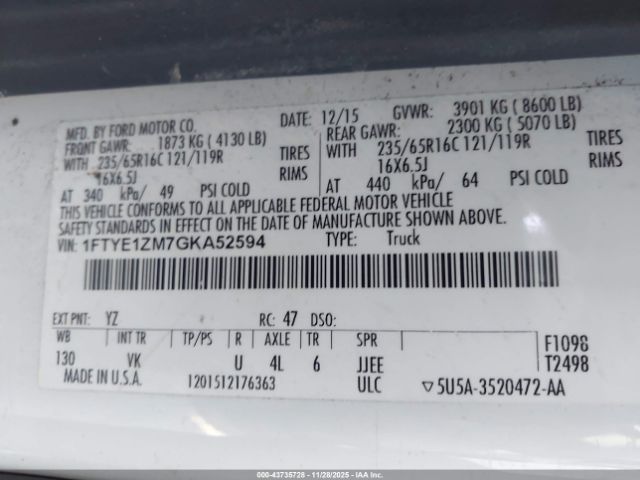 MFD. BY FORD MOTOR CO. DATE: 12/15 GVWR: 3901 KG ( 8600 LB)
FRONT GAWR: 1873 KG ( 4130 LB) REAR GAWR: 2300 KG ( 5070 LB)
WITH 235/65R16C 121/119R TIRES WITH 235/65R16C 121/119R TIRES
16X6.5J RIMS 16X6.5J RIMS
AT 340 kPa/ 49 PSI COLD AT 440 kPa/ 64 PSI COLD
THIS VEHICLE CONFORMS TO ALL APPLICABLE FEDERAL MOTOR VEHICLE
SAFETY STANDARDS IN EFFECT ON THE DATE OF MANUFACTURE SHOWN ABOVE.
VIN: 1FTYE1ZM7GKA52594 TYPE: Truck
EXT PNT: YZ RC: 47 DSO:
WB INT TR TP/PS R AXLE TR SPR F1098
130 VK U 4L 6 JJEE T2498
MADE IN U.S.A. 1201512176363 ULC ▽5U5A-3520472-AA
000-43735728 - 11/28/2025 - IAAI.COM